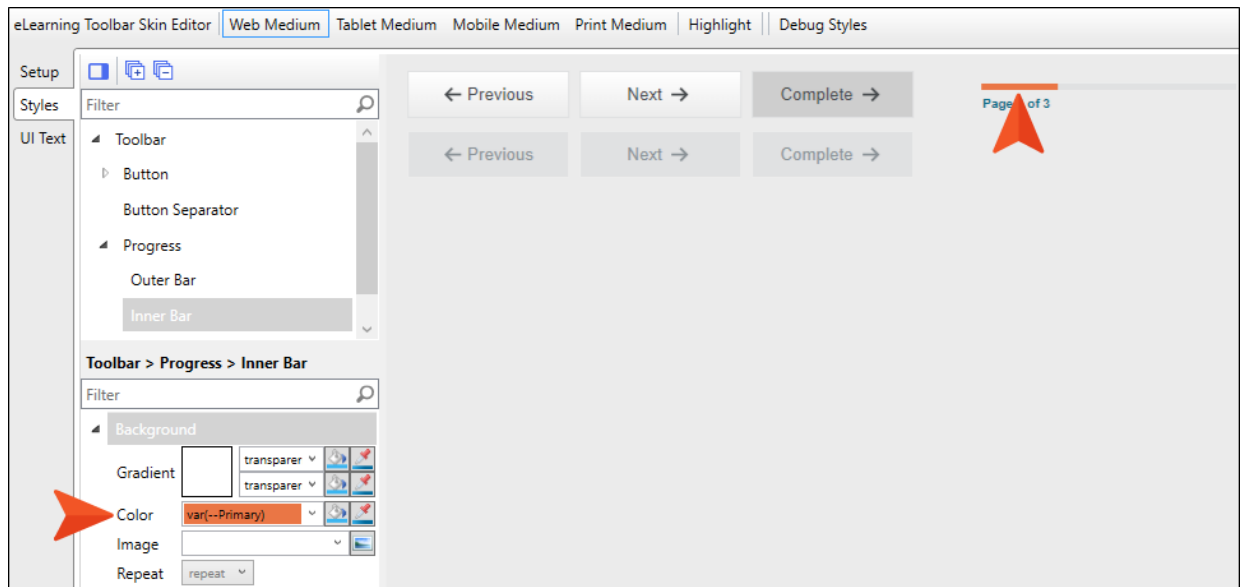 eLearning Toolbar Skin Editor Web Medium Tablet Medium Mobile Medium Print Medium Highlight Debug Styles
Setup
Styles
UI Text
Filter
Toolbar
Button
Button Separator
Progress
Outer Bar
Inner Bar
Toolbar > Progress > Inner Bar
Filter
Background
Gradient
transparer
transparer
Color
var(--Primary)
Image
Repeat
repeat
← Previous
Next →
Complete →
← Previous
Next →
Complete →
Page of 3